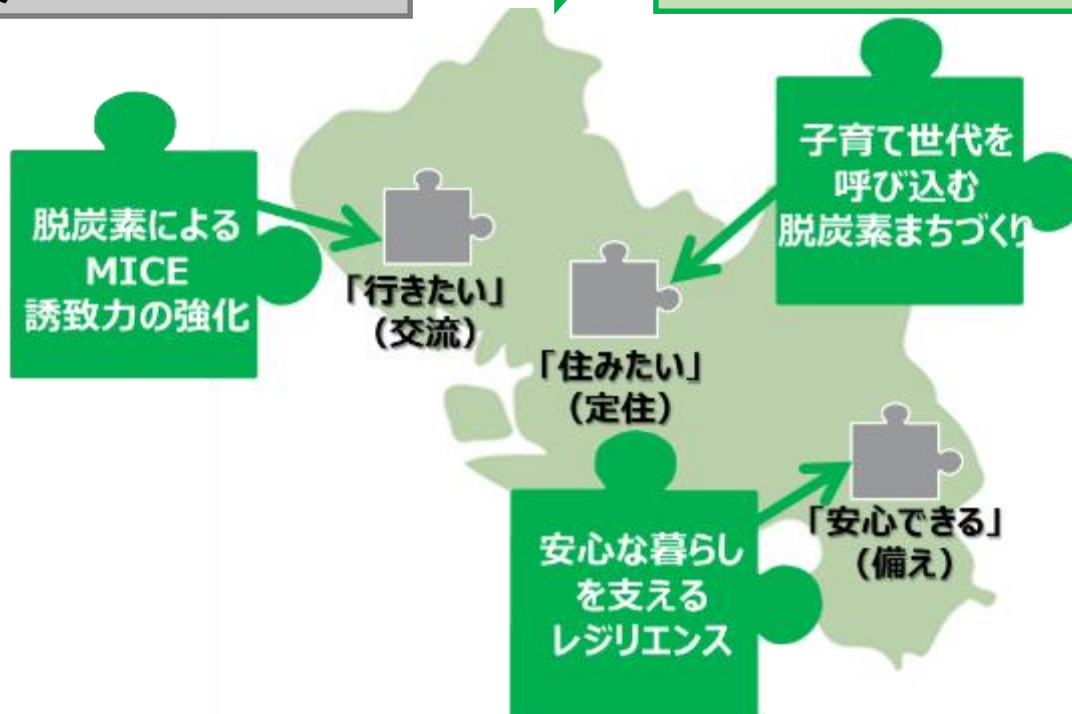 脱炭素による
MICE
誘致力の強化
「行きたい」
（交流）
子育て世代を
呼び込む
脱炭素まちづくり
「住みたい」
（定住）
安心な暮らし
を支える
レジリエンス
「安心できる」
（備え）